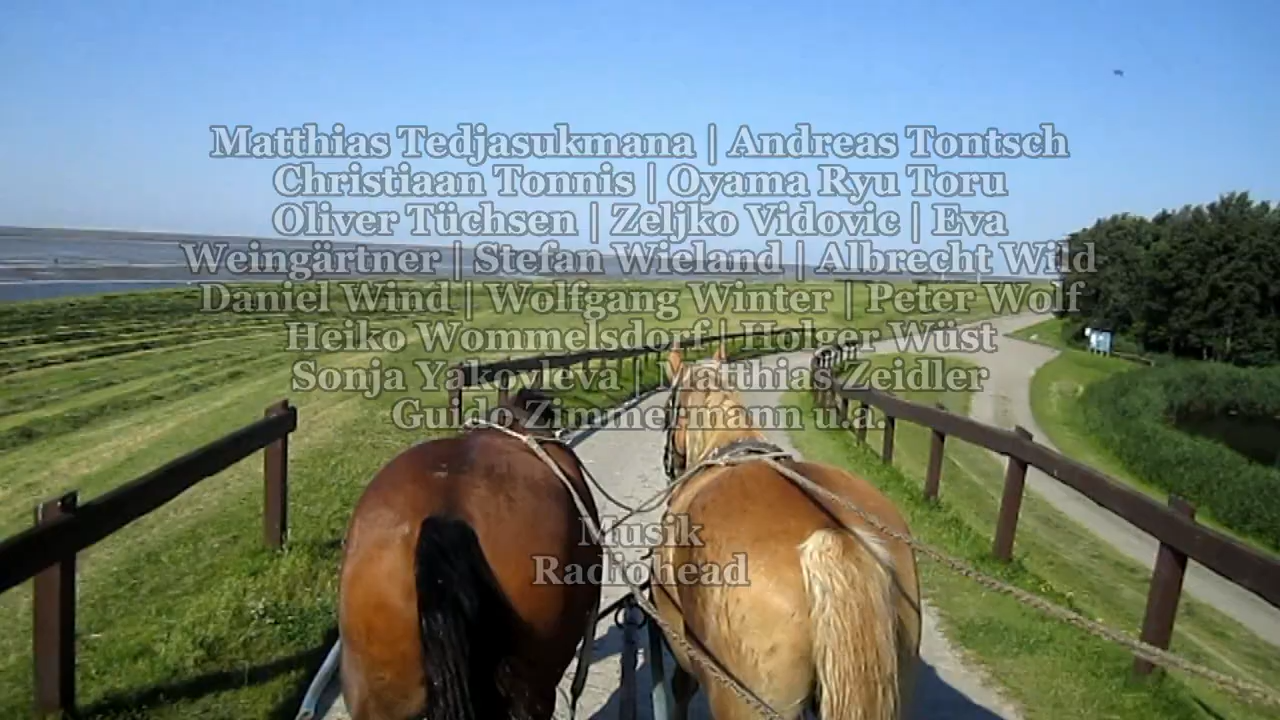 Matthias Tedjasukmana | Andreas Tontsch
Christiaan Tonnis | Oyama Ryu Toru
Oliver Tüchsen | Zeljko Vidovic | Eva
Weingärtner | Stefan Wieland | Albrecht Wild
Daniel Wind | Wolfgang Winter | Peter Wolf
Heiko Wommelsdorf | Holger Wüst
Sonja Yakovleva | Matthias Zeidler
Guido Zimmermann u.a.
Musik
Radiohead